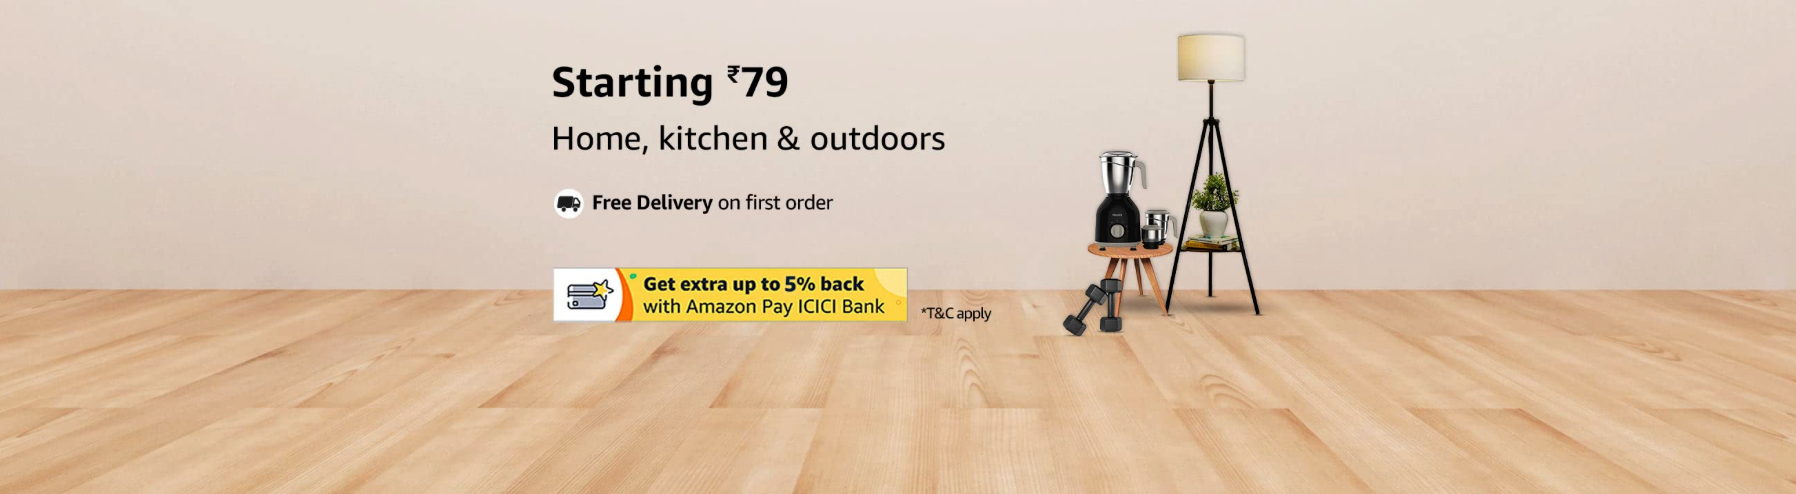 Starting ₹79
Home, kitchen & outdoors
Free Delivery on first order
Get extra up to 5% back
with Amazon Pay ICICI Bank
*T&C apply